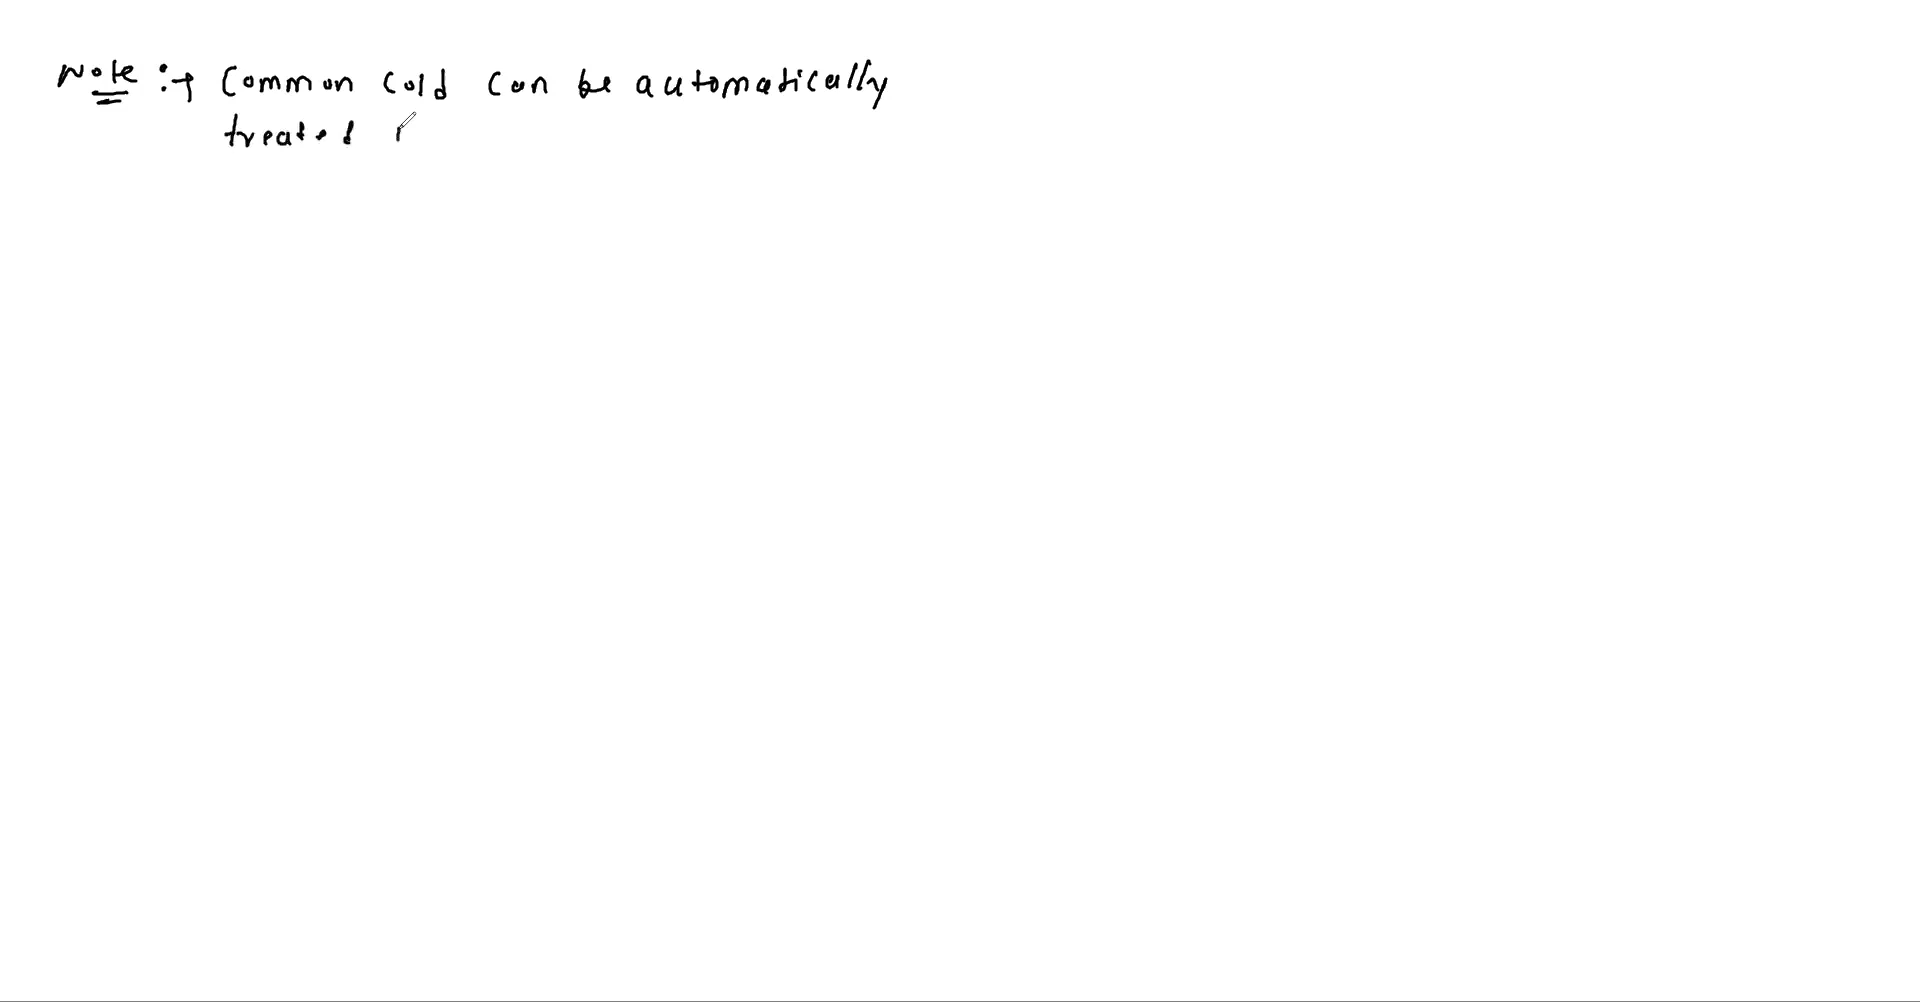 Note :→ Common cold can be automatically
treated